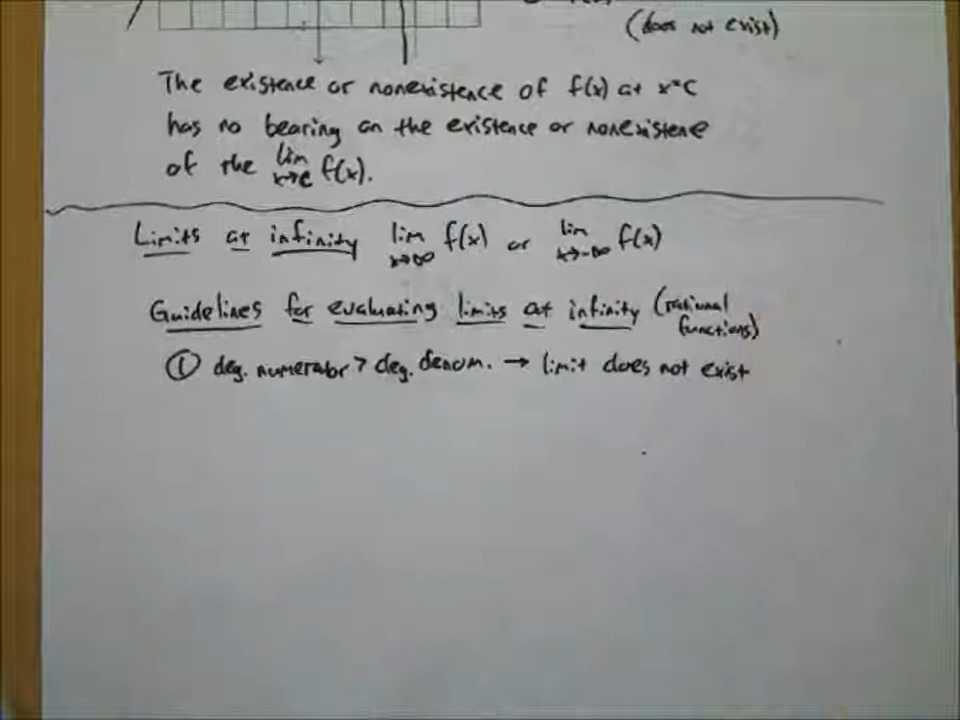 (does not exist)
The existence or nonexistence of f(x) at x=c
has no bearing on the existence or nonexistene
of the lim x→c f(x).
Limits at infinity lim x→∞ f(x) or lim x→-∞ f(x)
Guidelines for evaluating limits at infinity (rational
functions)
① deg. numerator > deg. denom. → limit does not exist